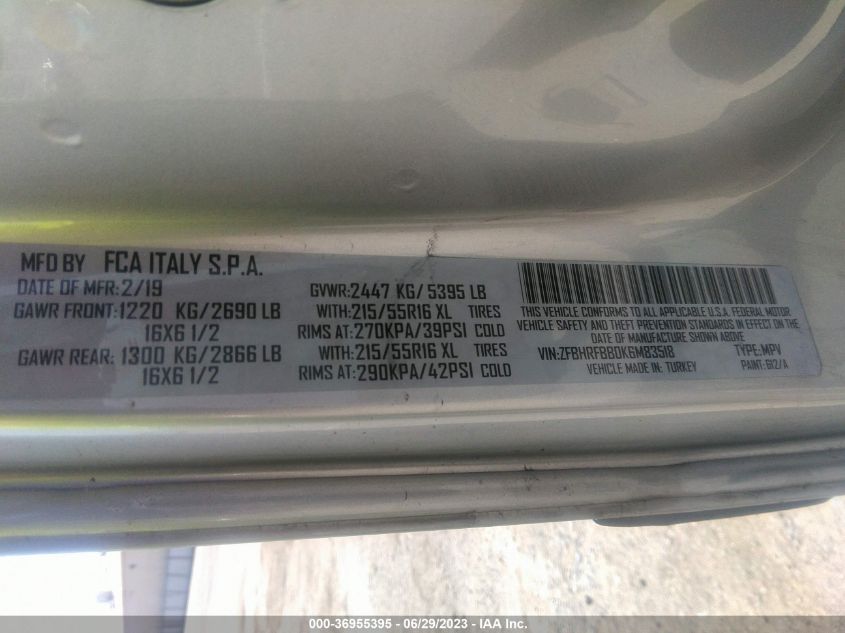 MFD BY FCA ITALY S.P.A.
DATE OF MFR: 2/19 GVWR: 2447 KG/ 5395 LB
GAWR FRONT: 1220 KG/2690 LB WITH: 215/55R16 XL TIRES
16X6 1/2 RIMS AT: 270KPA/39PSI COLD
GAWR REAR: 1300 KG/2866 LB WITH: 215/55R16 XL TIRES
16X6 1/2 RIMS AT: 290KPA/42PSI COLD
THIS VEHICLE CONFORMS TO ALL APPLICABLE U.S.A. FEDERAL MOTOR
VEHICLE SAFETY, BUMPER, AND THEFT PREVENTION STANDARDS IN EFFECT ON THE
DATE OF MANUFACTURE SHOWN ABOVE
VIN: ZFBHRFBB0K6M83518 TYPE: MPV
VEHICLE MADE IN: TURKEY PAINT: 612/A
000-36955395 - 06/29/2023 - IAA Inc.